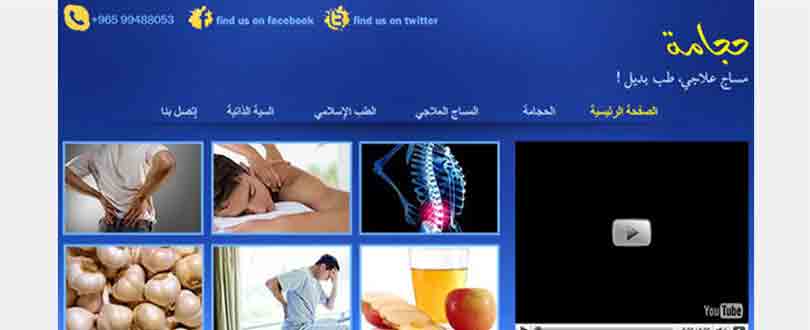 +965 99488053
find us on facebook
find us on twitter
حجامة
مساج علاجي، طب بديل !
الصفحة الرئيسية
الحجامة
المساج العلاجي
الطب الإسلامي
السية الذاتية
إتصل بنا
YouTube